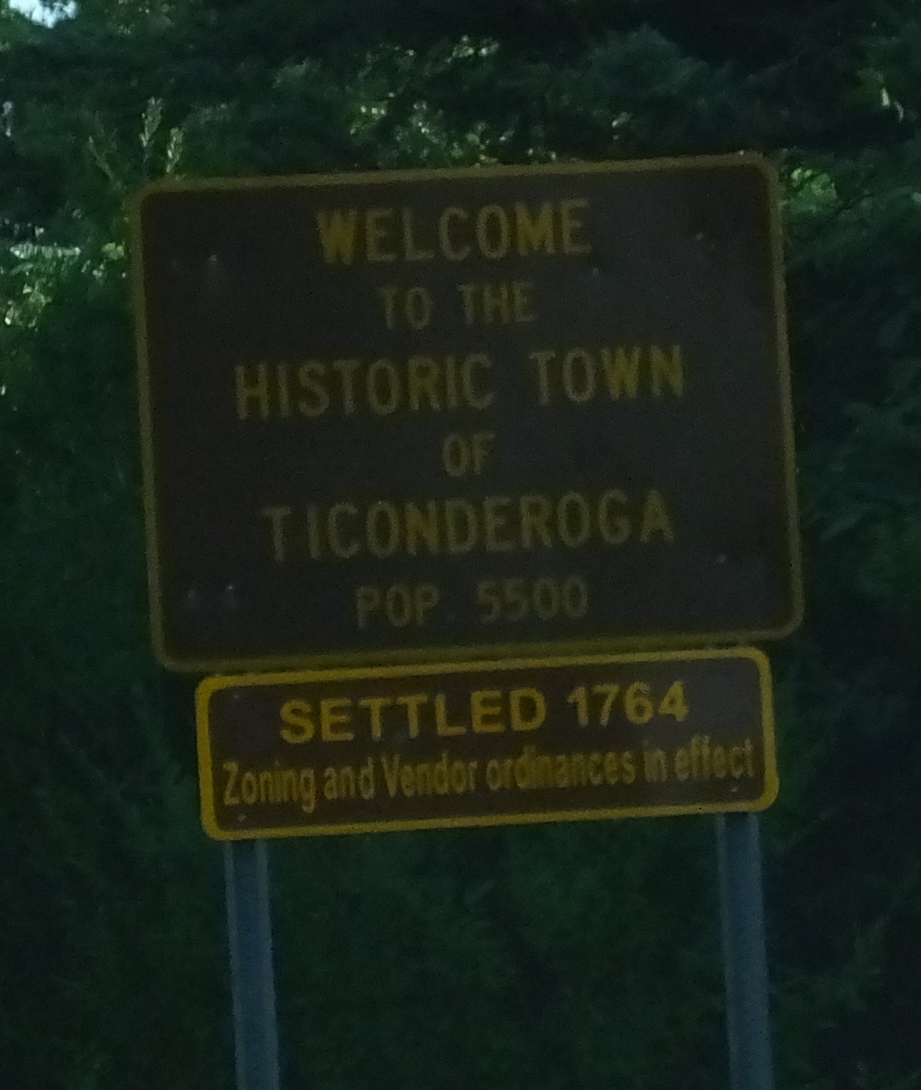 WELCOME
TO THE
HISTORIC TOWN
OF
TICONDEROGA
POP. 5500
SETTLED 1764
Zoning and Vendor ordinances in effect